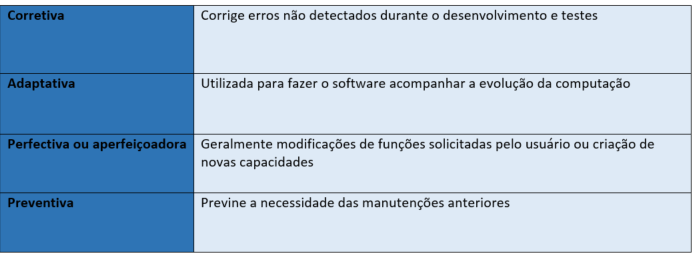 Corretiva
Corrige erros não detectados durante o desenvolvimento e testes
Adaptativa
Utilizada para fazer o software acompanhar a evolução da computação
Perfectiva ou aperfeiçoadora
Geralmente modificações de funções solicitadas pelo usuário ou criação de
novas capacidades
Preventiva
Previne a necessidade das manutenções anteriores